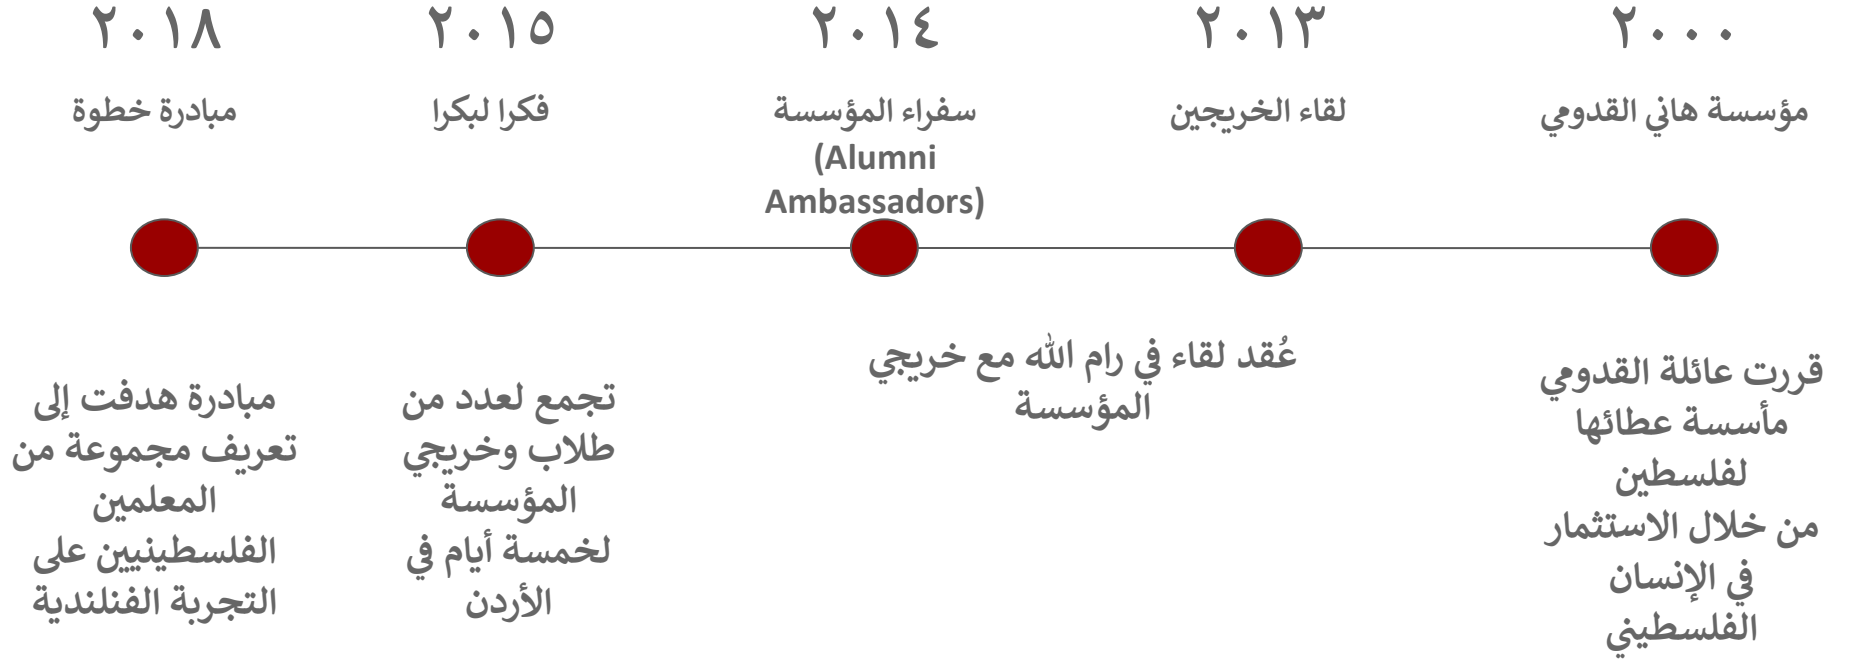 ٢٠٠٠
مؤسسة هاني القدومي
قررت عائلة القدومي
مأسسة عطائها
لفلسطين
من خلال الاستثمار
في الإنسان
الفلسطيني
٢٠١٣
لقاء الخريجين
عُقد لقاء في رام الله مع خريجي
المؤسسة
٢٠١٤
سفراء المؤسسة
(Alumni
Ambassadors)
٢٠١٥
فكرا لبكرا
تجمع لعدد من
طلاب وخريجي
المؤسسة
لخمسة أيام في
الأردن
٢٠١٨
مبادرة خطوة
مبادرة هدفت إلى
تعريف مجموعة من
المعلمين
الفلسطينيين على
التجربة الفنلندية